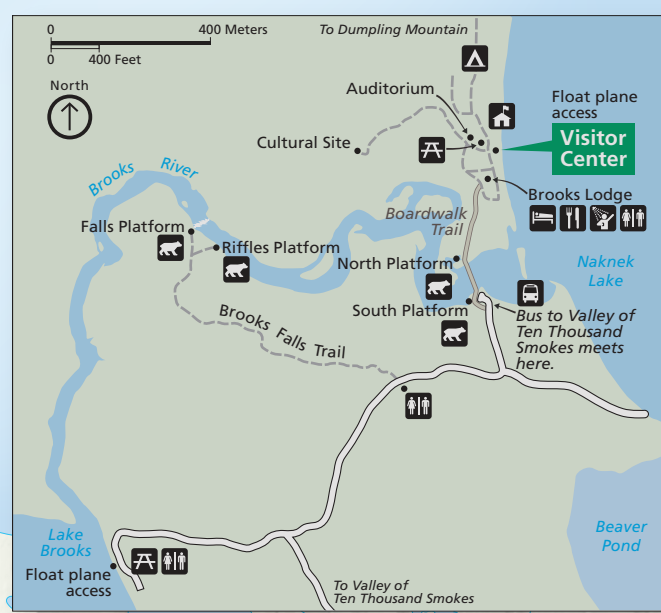 0 400 Meters
0 400 Feet
North
To Dumpling Mountain
Auditorium
Float plane
access
Visitor
Center
Cultural Site
Brooks River
Brooks Lodge
Boardwalk
Trail
Falls Platform
Riffles Platform
North Platform
Naknek
Lake
South Platform
Brooks Falls Trail
Bus to Valley of
Ten Thousand
Smokes meets
here.
Lake
Brooks
Beaver
Pond
Float plane
access
To Valley of
Ten Thousand Smokes